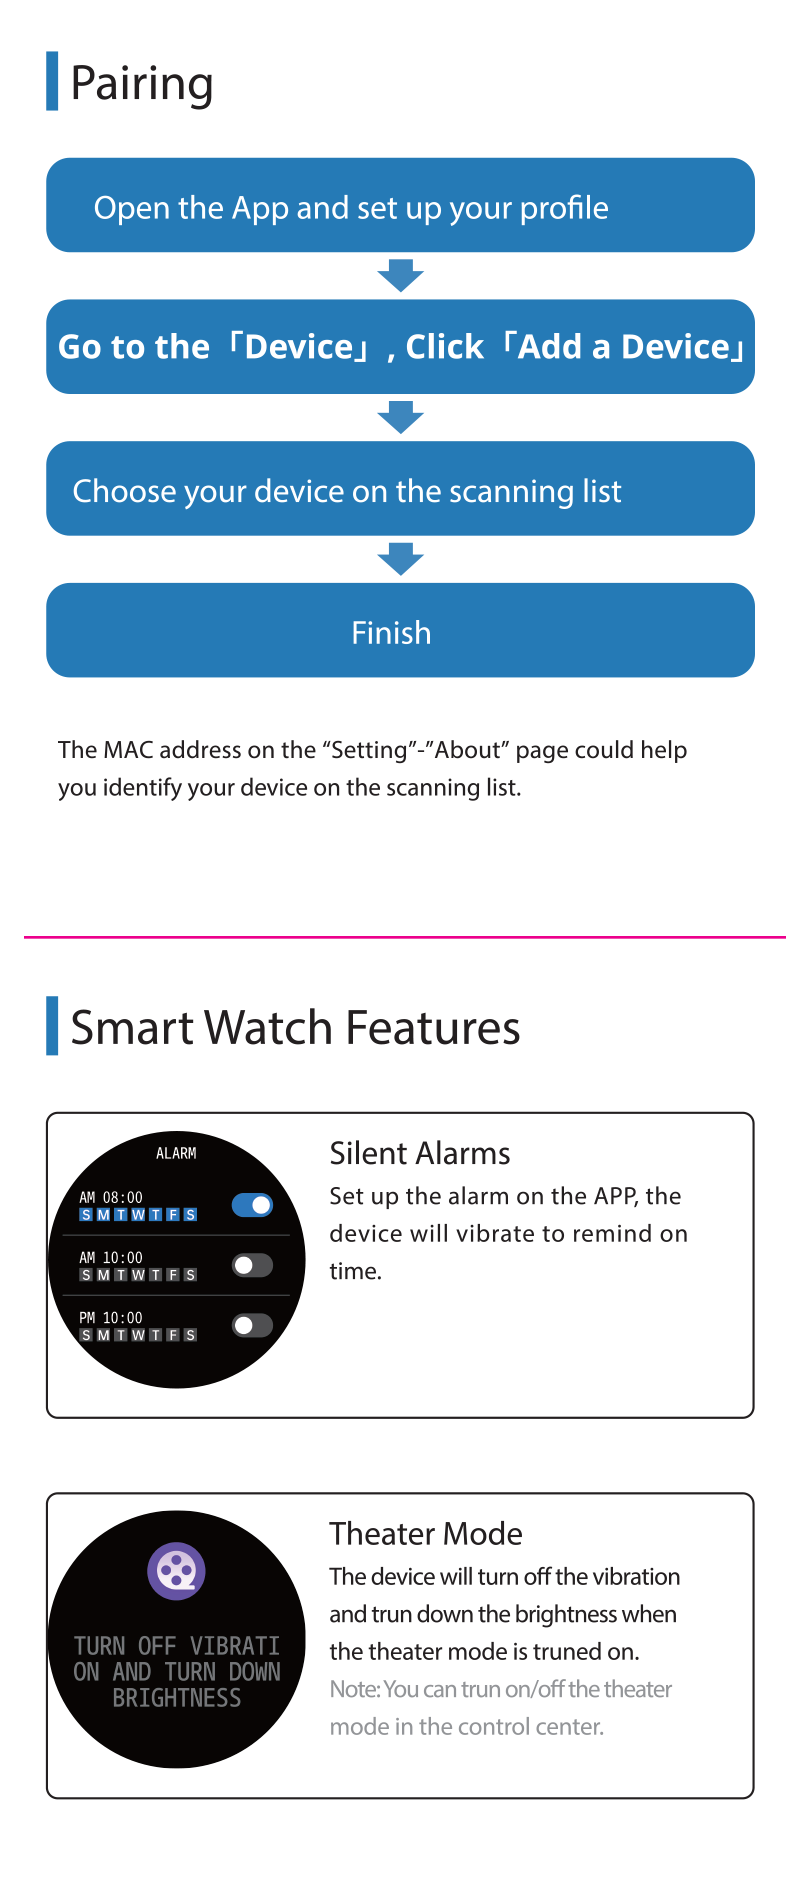 Pairing
Open the App and set up your profile
Go to the「Device」, Click「Add a Device」
Choose your device on the scanning list
Finish
The MAC address on the “Setting”-”About” page could help
you identify your device on the scanning list.
Smart Watch Features
ALARM
AM 08:00
S M T W T F S
AM 10:00
S M T W T F S
PM 10:00
S M T W T F S
Silent Alarms
Set up the alarm on the APP, the
device will vibrate to remind on
time.
TURN OFF VIBRATI
ON AND TURN DOWN
BRIGHTNESS
Theater Mode
The device will turn off the vibration
and trun down the brightness when
the theater mode is truned on.
Note: You can trun on/off the theater
mode in the control center.